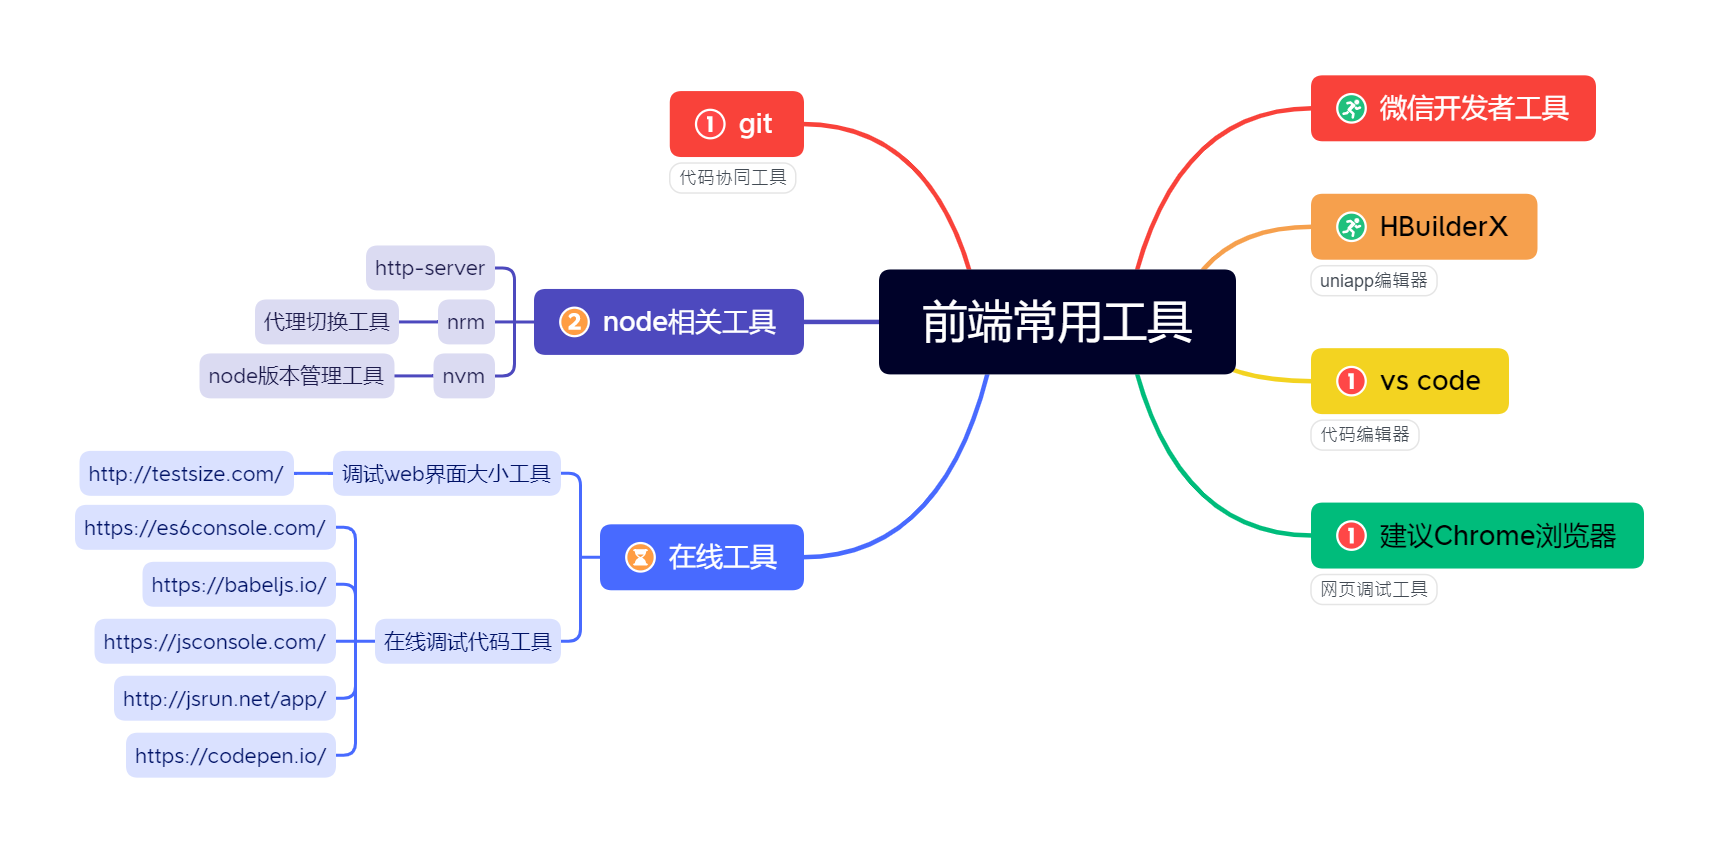 前端常用工具
微信开发者工具
HBuilderX
uniapp编辑器
1 vs code
代码编辑器
1 建议Chrome浏览器
网页调试工具
1 git
代码协同工具
2 node相关工具
http-server
nrm
代理切换工具
nvm
node版本管理工具
在线工具
调试web界面大小工具
http://testsize.com/
在线调试代码工具
https://es6console.com/
https://babeljs.io/
https://jsconsole.com/
http://jsrun.net/app/
https://codepen.io/